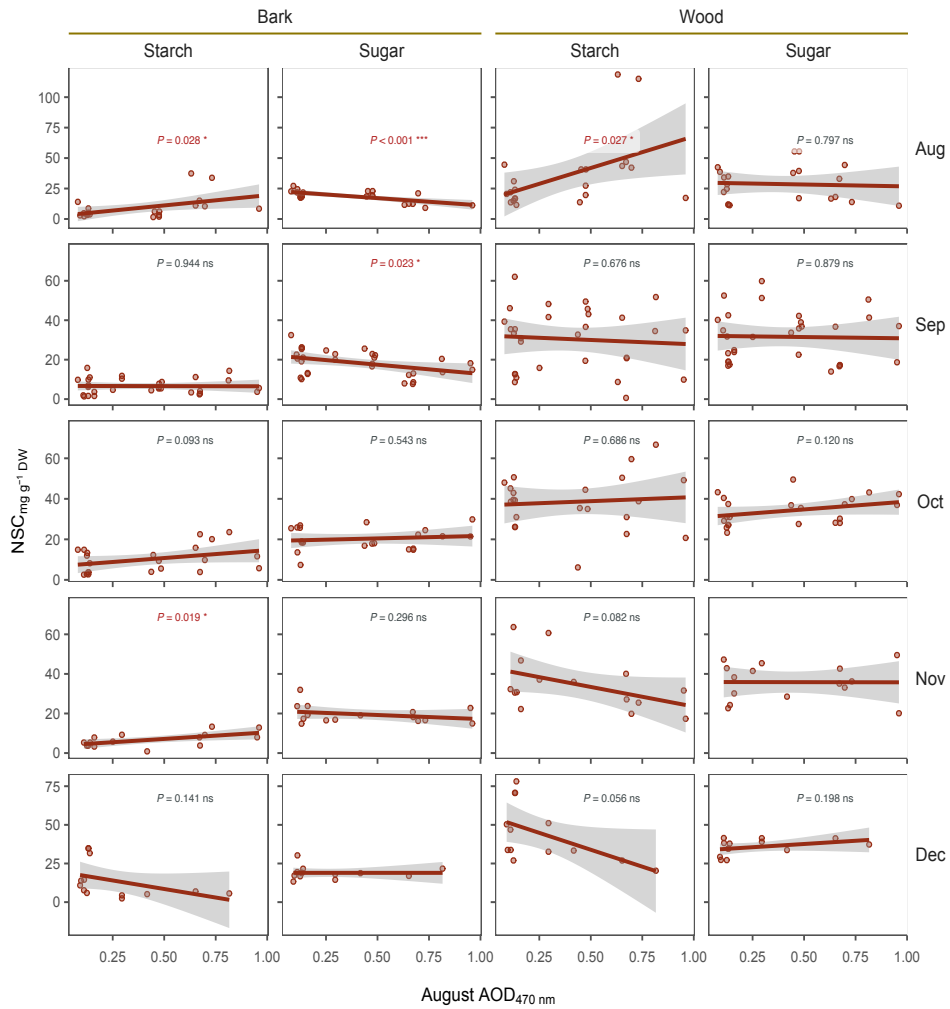 Bark Wood
Starch Sugar Starch Sugar
100
75
50
25
0
P = 0.028 *
P < 0.001 ***
P = 0.027 *
P = 0.797 ns
Aug
60
40
20
0
P = 0.944 ns
P = 0.023 *
P = 0.676 ns
P = 0.879 ns
Sep
60
40
20
0
P = 0.093 ns
P = 0.543 ns
P = 0.686 ns
P = 0.120 ns
Oct
NSC mg g⁻¹ DW
60
40
20
0
P = 0.019 *
P = 0.296 ns
P = 0.082 ns
Nov
75
50
25
0
P = 0.141 ns
P = 0.056 ns
P = 0.198 ns
Dec
0.25 0.50 0.75 1.00 0.25 0.50 0.75 1.00 0.25 0.50 0.75 1.00 0.25 0.50 0.75 1.00
August AOD470 nm